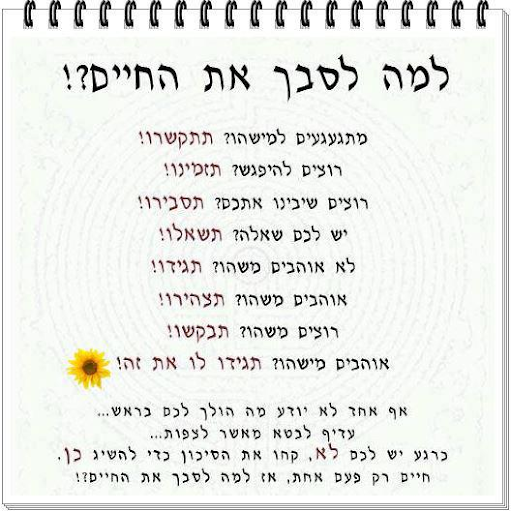 למה לסבך את החיים?!
מתגעגעים למישהו? תתקשרו!
רוצים להיפגש? תזמינו!
רוצים שיבינו אתכם? תסבירו!
יש לכם שאלה? תשאלו!
לא אוהבים משהו? תגידו!
אוהבים משהו? תצהירו!
רוצים משהו? תבקשו!
אוהבים מישהו? תגידו לו את זה!
אף אחד לא יודע מה הולך לכם בראש...
עדיף לבטא מאשר לצפות...
כרגע יש לכם לא, קחו את הסיכון כדי להשיג כן.
חיים רק פעם אחת, אז למה לסבך את החיים?!